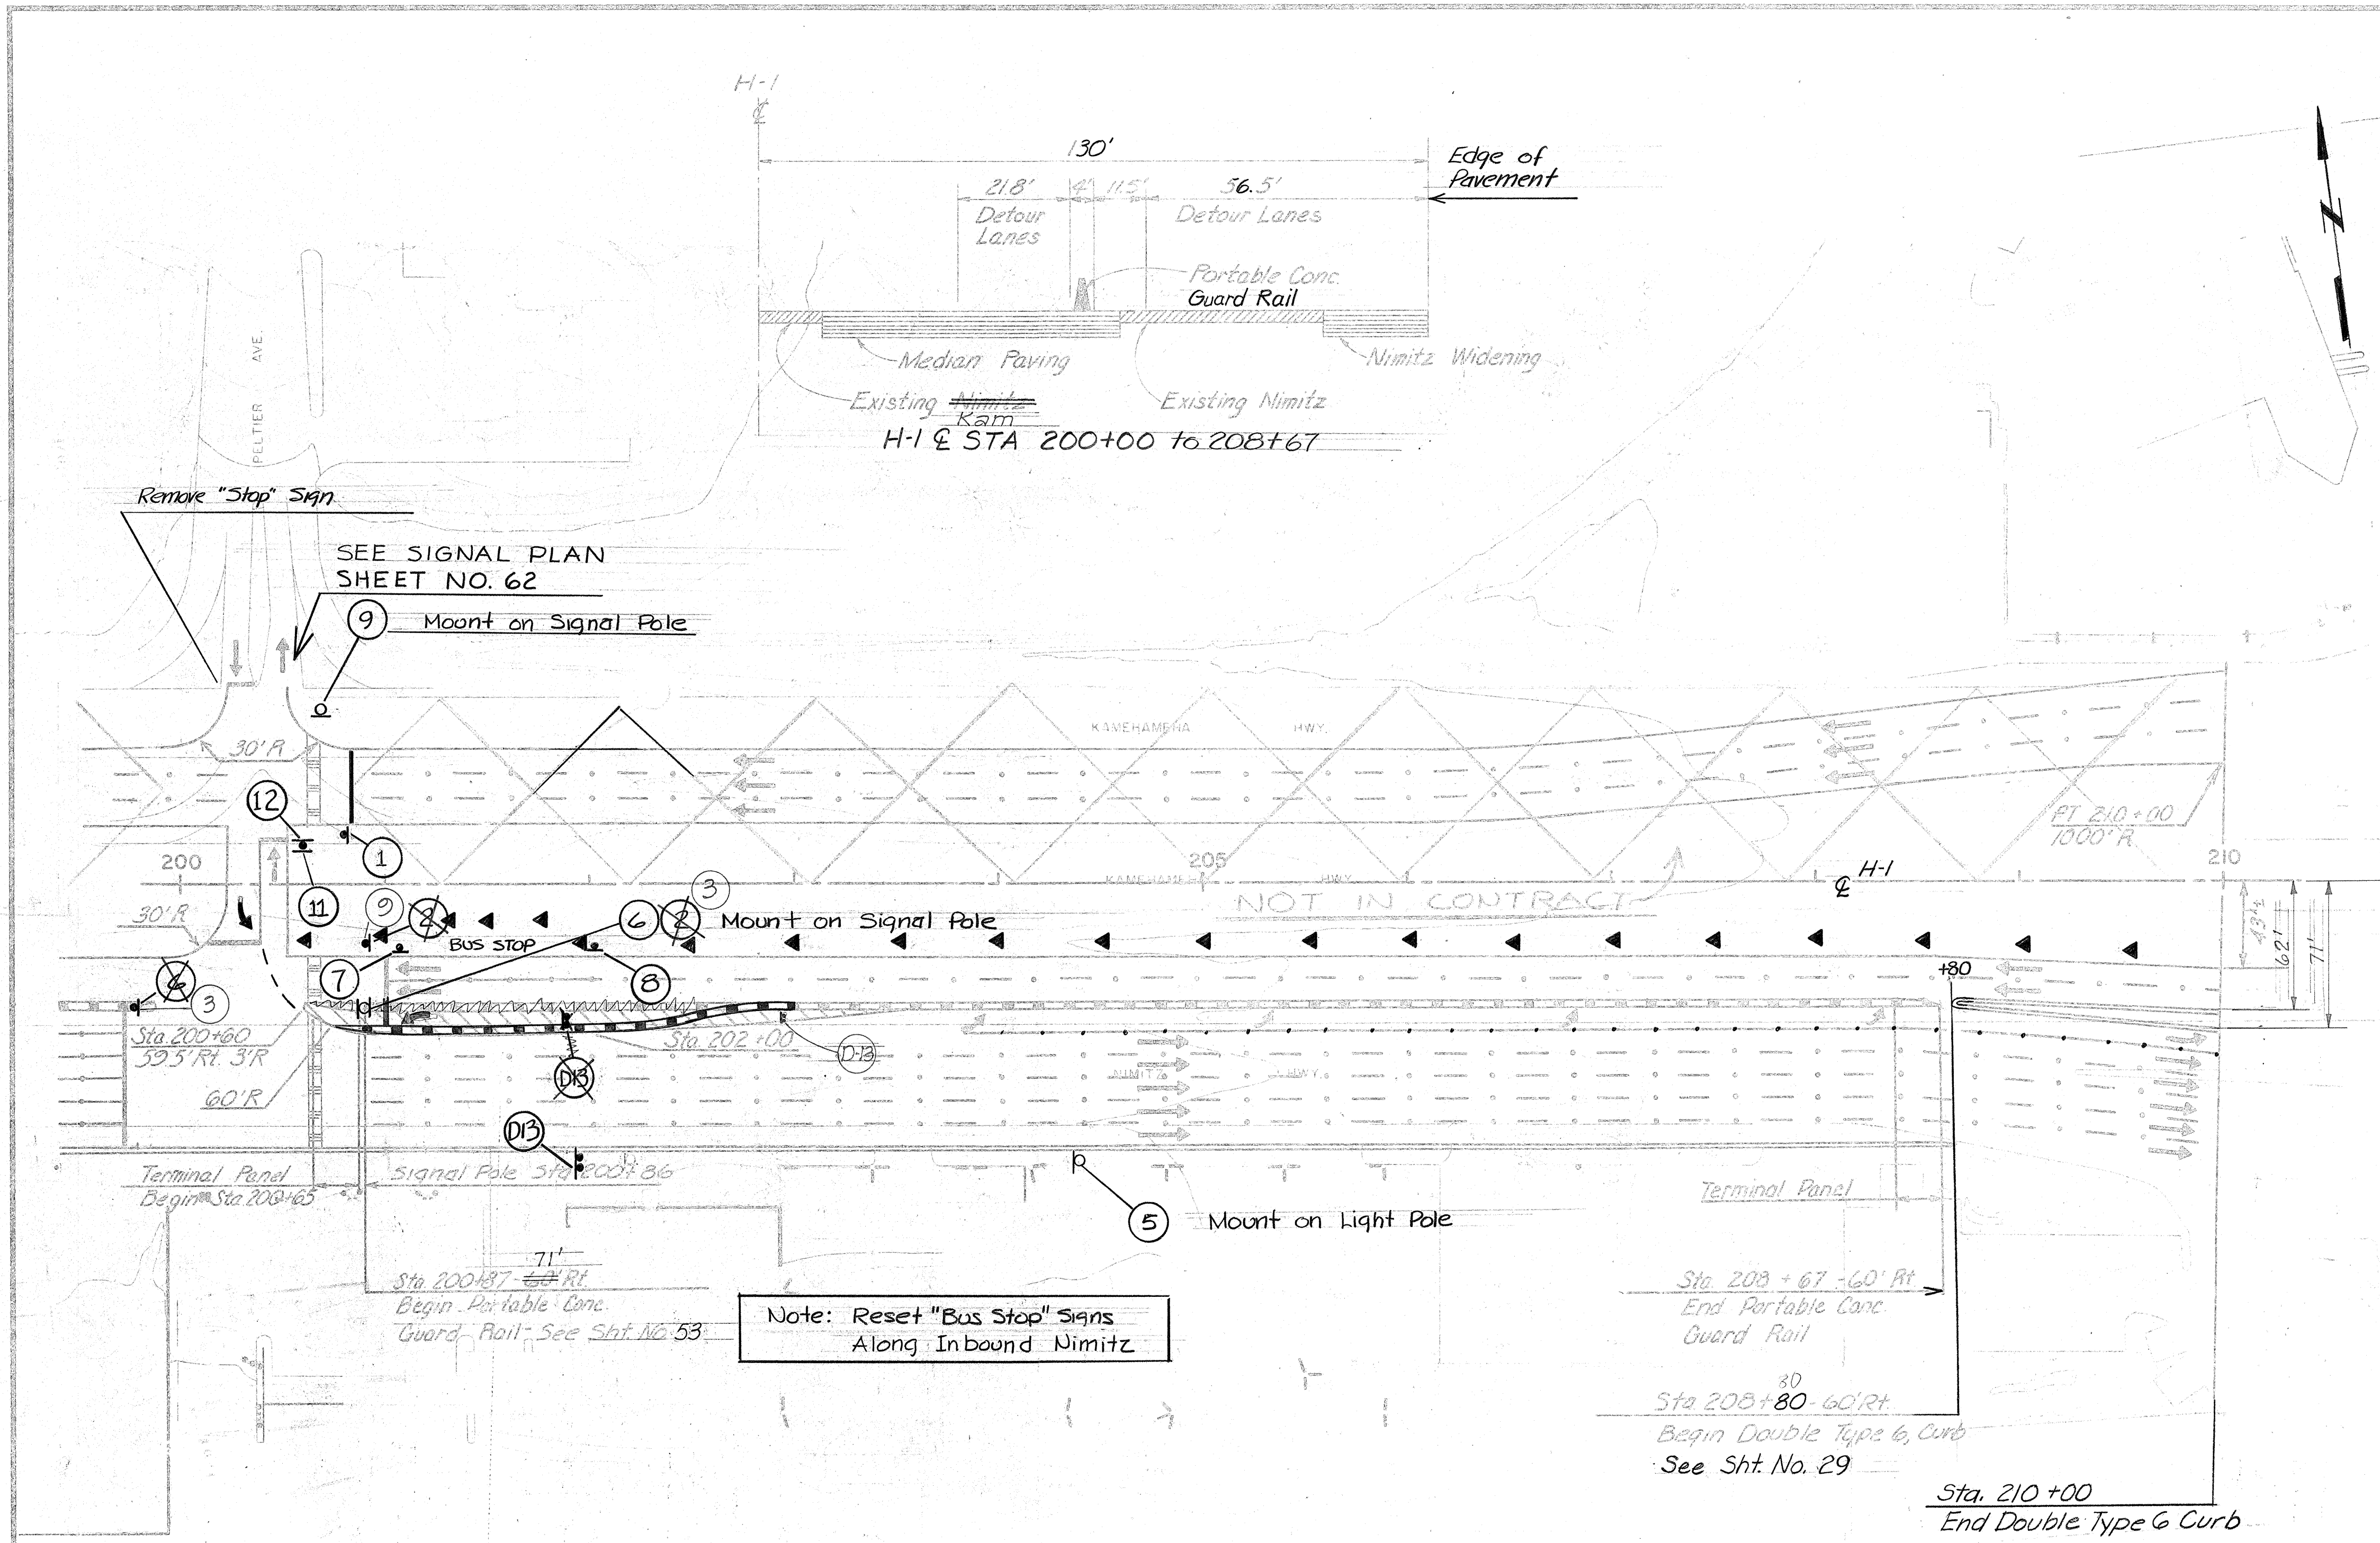 H-1
℄
130'
Edge of
Pavement
21.8'
4'
11.5'
56.5'
Detour
Lanes
Detour Lanes
Portable Conc.
Guard Rail
Median Paving
Nimitz Widening
Existing Nimitz
Kam
Existing Nimitz
H-1 ℄ STA 200+00 to 208+67
PELTIER AVE.
Remove "Stop" Sign
SEE SIGNAL PLAN
SHEET NO. 62
9 Mount on Signal Pole
KAMEHAMEHA HWY.
30'R
12
1
PT 210+00
1000' R
200
205
210
KAMEHAMEHA HWY.
℄ H-1
NOT IN CONTRACT
3
11
9
2
6
2
Mount on Signal Pole
30'R
BUS STOP
43±
62'
71'
7
8
6
3
+80
Sta. 200+60
59.5' Rt. 3'R
Sta. 202+00
D-13
60'R
D13
NIMITZ HWY.
D13
Terminal Panel
Begin Sta. 200+65
Signal Pole Sta 200+86
5 Mount on Light Pole
Terminal Panel
71'
Sta. 200+87-60' Rt.
Begin Portable Conc.
Guard Rail-See Sht. No. 53
Note: Reset "Bus Stop" Signs
Along Inbound Nimitz
Sta. 208+67-60' Rt
End Portable Conc.
Guard Rail
80
Sta. 208+80-60' Rt.
Begin Double Type 6, Curb
See Sht. No. 29
Sta. 210+00
End Double Type 6 Curb